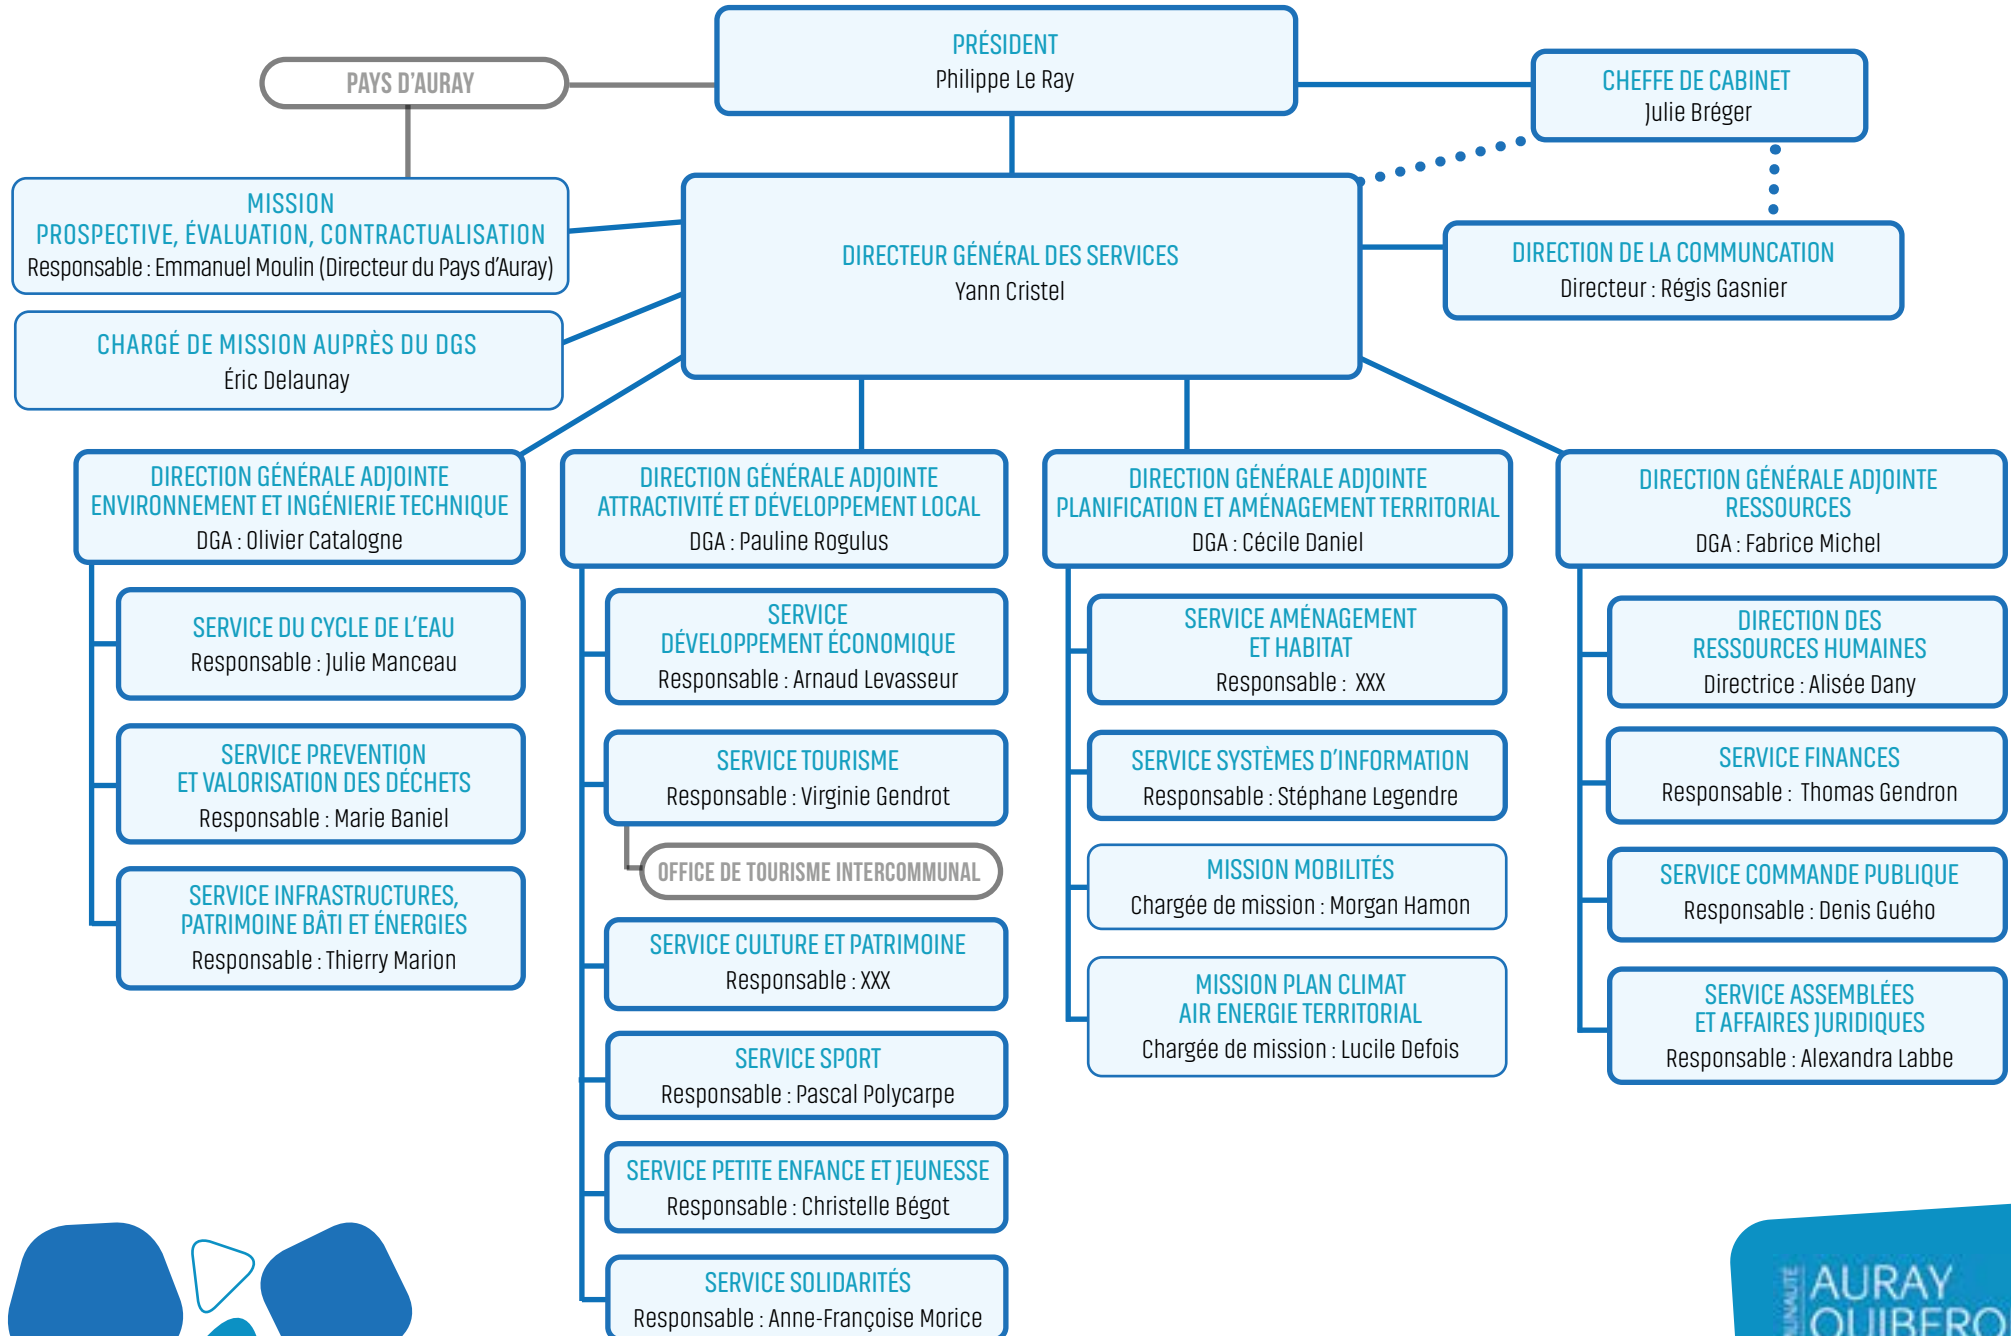 PRÉSIDENT
Philippe Le Ray
PAYS D'AURAY
CHEFFE DE CABINET
Julie Bréger
MISSION
PROSPECTIVE, ÉVALUATION, CONTRACTUALISATION
Responsable : Emmanuel Moulin (Directeur du Pays d'Auray)
DIRECTEUR GÉNÉRAL DES SERVICES
Yann Cristel
DIRECTION DE LA COMMUNCATION
Directeur : Régis Gasnier
CHARGÉ DE MISSION AUPRÈS DU DGS
Éric Delaunay
DIRECTION GÉNÉRALE ADJOINTE
ENVIRONNEMENT ET INGÉNIERIE TECHNIQUE
DGA : Olivier Catalogne
SERVICE DU CYCLE DE L'EAU
Responsable : Julie Manceau
SERVICE PREVENTION
ET VALORISATION DES DÉCHETS
Responsable : Marie Baniel
SERVICE INFRASTRUCTURES,
PATRIMOINE BÂTI ET ÉNERGIES
Responsable : Thierry Marion
DIRECTION GÉNÉRALE ADJOINTE
ATTRACTIVITÉ ET DÉVELOPPEMENT LOCAL
DGA : Pauline Rogulus
SERVICE
DÉVELOPPEMENT ÉCONOMIQUE
Responsable : Arnaud Levasseur
SERVICE TOURISME
Responsable : Virginie Gendrot
OFFICE DE TOURISME INTERCOMMUNAL
SERVICE CULTURE ET PATRIMOINE
Responsable : XXX
SERVICE SPORT
Responsable : Pascal Polycarpe
SERVICE PETITE ENFANCE ET JEUNESSE
Responsable : Christelle Bégot
SERVICE SOLIDARITÉS
Responsable : Anne-Françoise Morice
DIRECTION GÉNÉRALE ADJOINTE
PLANIFICATION ET AMÉNAGEMENT TERRITORIAL
DGA : Cécile Daniel
SERVICE AMÉNAGEMENT
ET HABITAT
Responsable : XXX
SERVICE SYSTÈMES D'INFORMATION
Responsable : Stéphane Legendre
MISSION MOBILITÉS
Chargée de mission : Morgan Hamon
MISSION PLAN CLIMAT
AIR ENERGIE TERRITORIAL
Chargée de mission : Lucile Defois
DIRECTION GÉNÉRALE ADJOINTE
RESSOURCES
DGA : Fabrice Michel
DIRECTION DES
RESSOURCES HUMAINES
Directrice : Alisée Dany
SERVICE FINANCES
Responsable : Thomas Gendron
SERVICE COMMANDE PUBLIQUE
Responsable : Denis Guého
SERVICE ASSEMBLÉES
ET AFFAIRES JURIDIQUES
Responsable : Alexandra Labbe
AURAY
QUIBERO